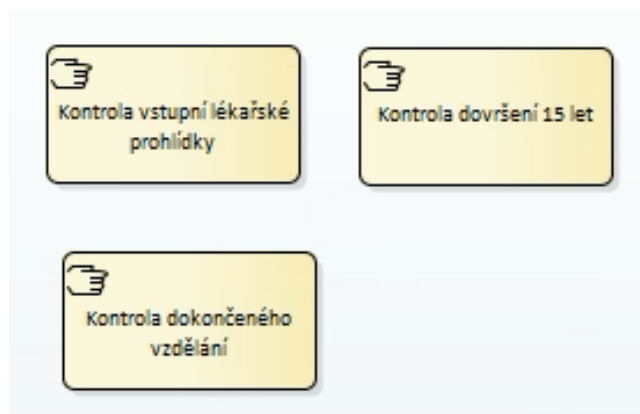 Kontrola vstupní lékařské
prohlídky
Kontrola dovršení 15 let
Kontrola dokončeného
vzdělání